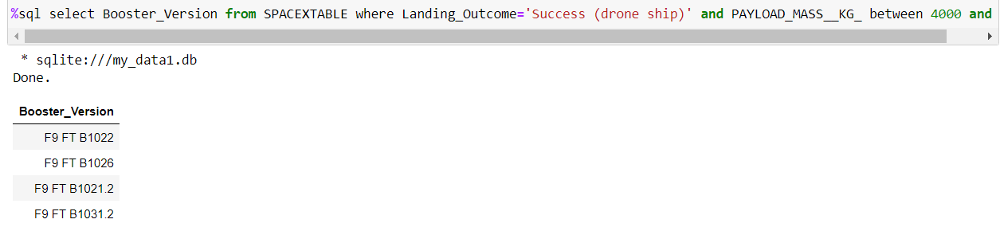 %sql select Booster_Version from SPACEXTABLE where Landing_Outcome='Success (drone ship)' and PAYLOAD_MASS__KG_ between 4000 and
* sqlite:///my_data1.db
Done.
Booster_Version
F9 FT B1022
F9 FT B1026
F9 FT B1021.2
F9 FT B1031.2